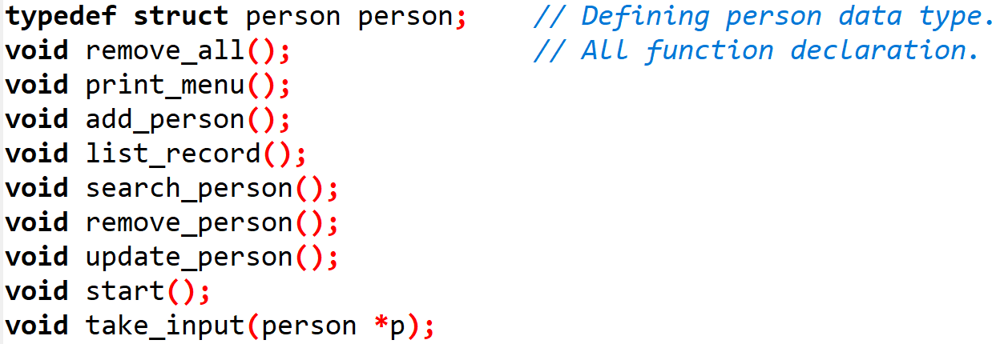 typedef struct person person;    // Defining person data type.
void remove_all();               // All function declaration.
void print_menu();
void add_person();
void list_record();
void search_person();
void remove_person();
void update_person();
void start();
void take_input(person *p);